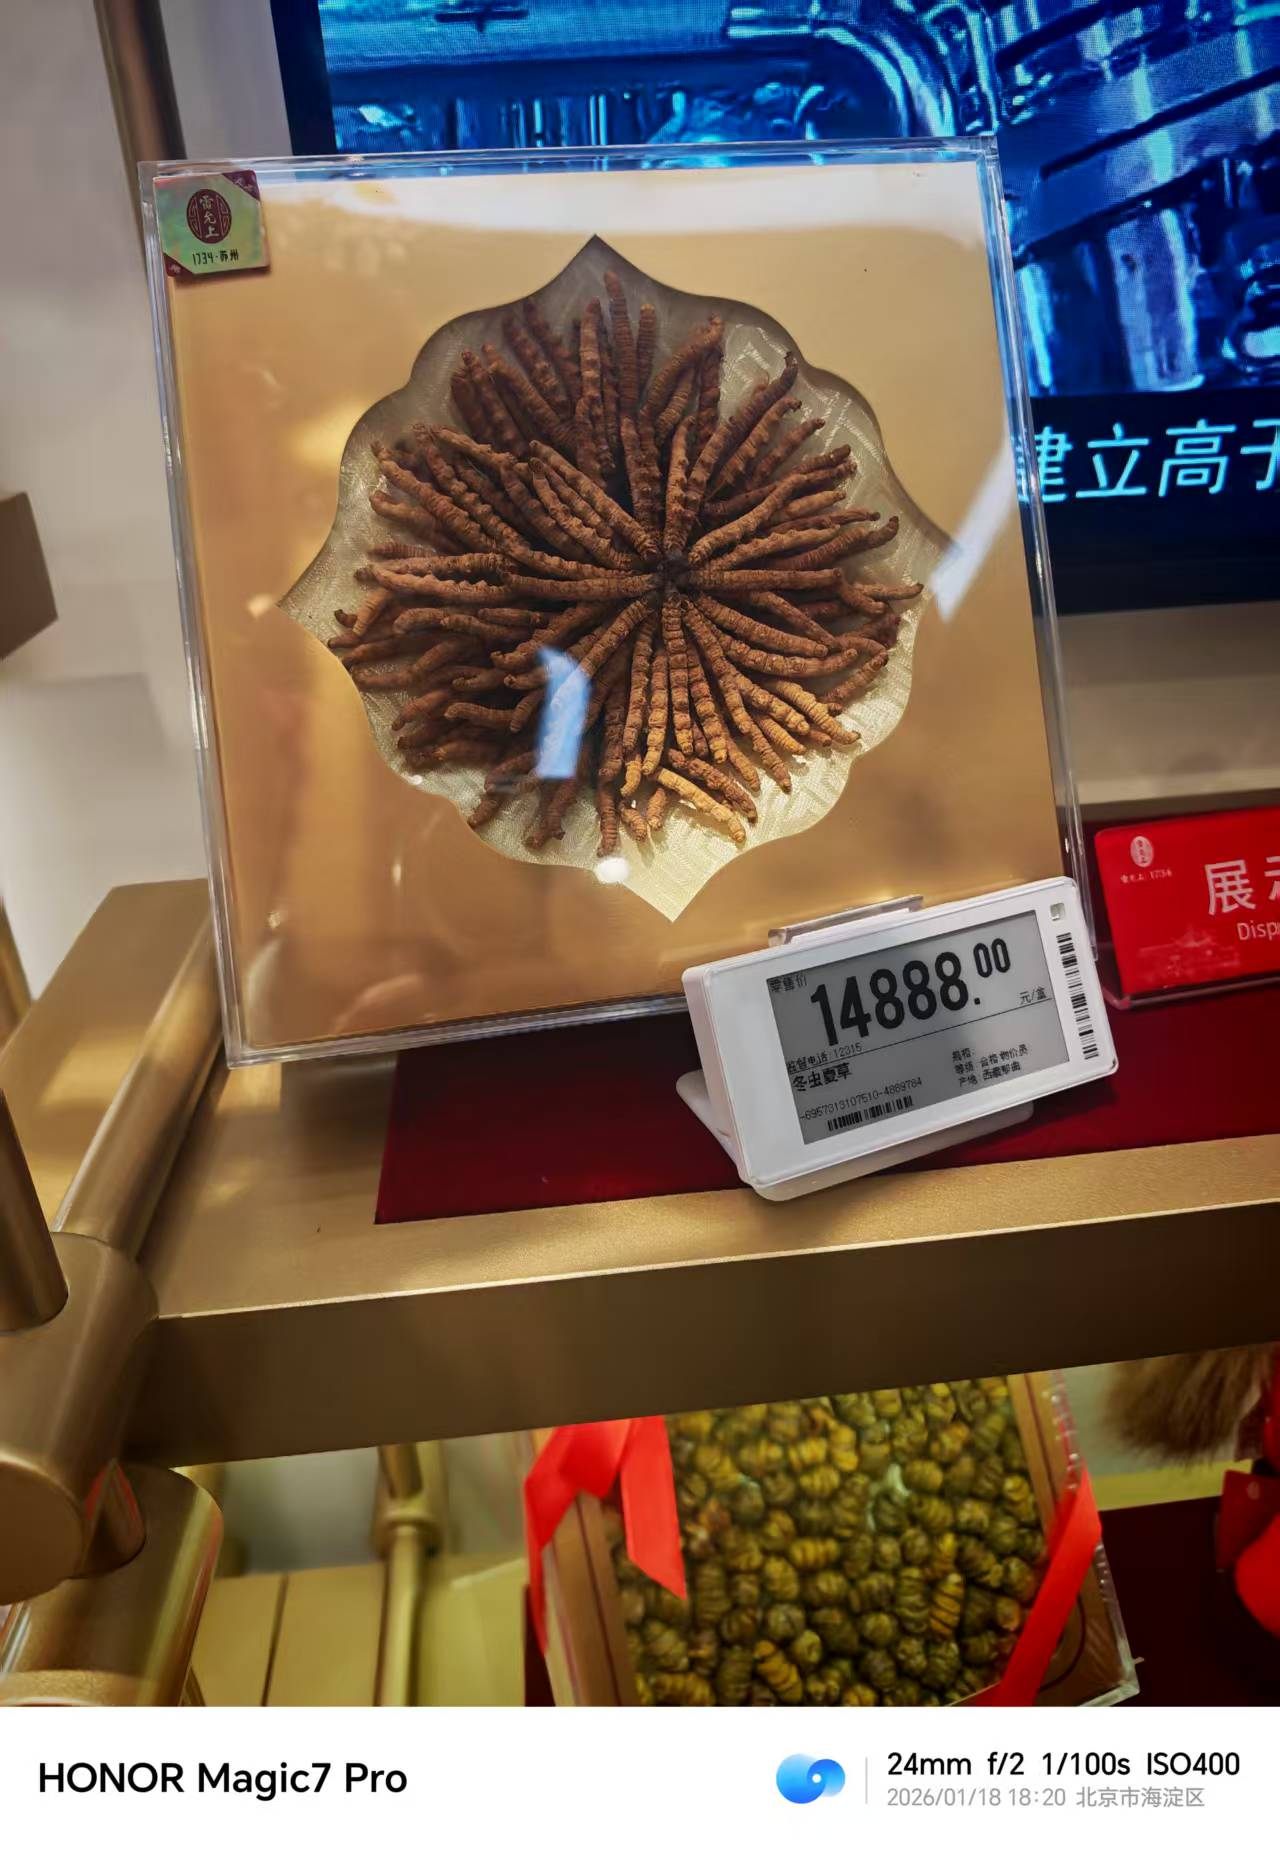 雷允上
1734·苏州
建立高于
雷允上 1734
展示
Disp
零售价
14888.00
元/盒
监督电话:12315
冬虫夏草
规格:
等级: 合格 物价员
产地: 西藏那曲
HONOR Magic7 Pro
24mm f/2 1/100s ISO400
2026/01/18 18:20 北京市海淀区